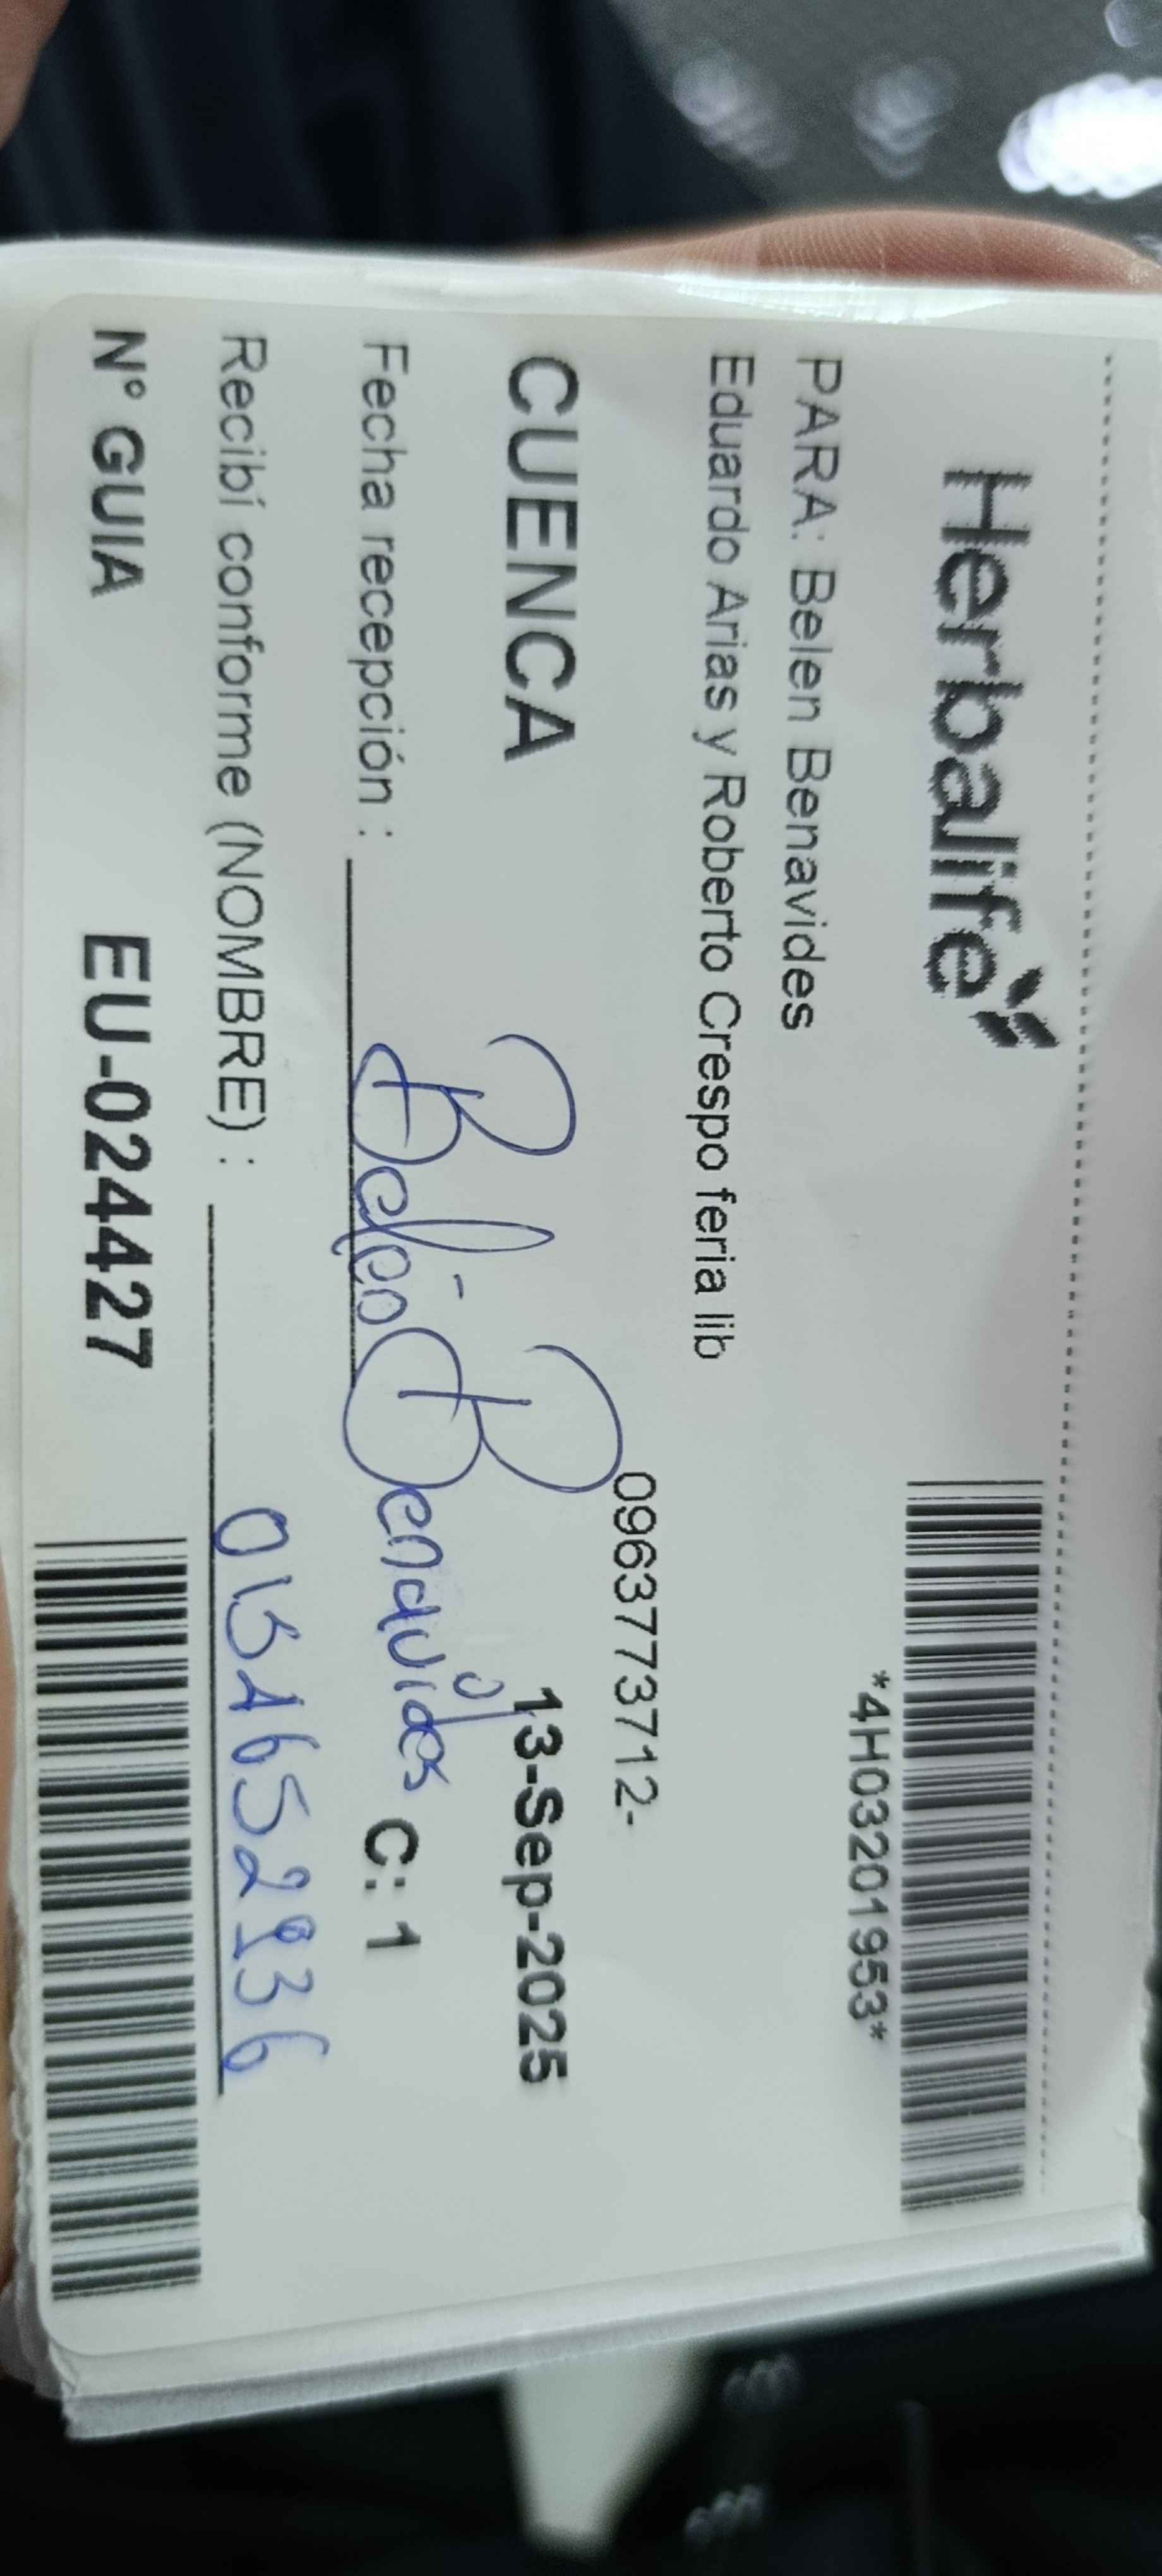 Herbalife
*4H03201953*
PARA: Belen Benavides
Eduardo Arias y Roberto Crespo feria lib
0963773712-
CUENCA 13-Sep-2025
Fecha recepción : Belén Benavides C: 1
Recibí conforme (NOMBRE) :
N° GUIA EU-024427